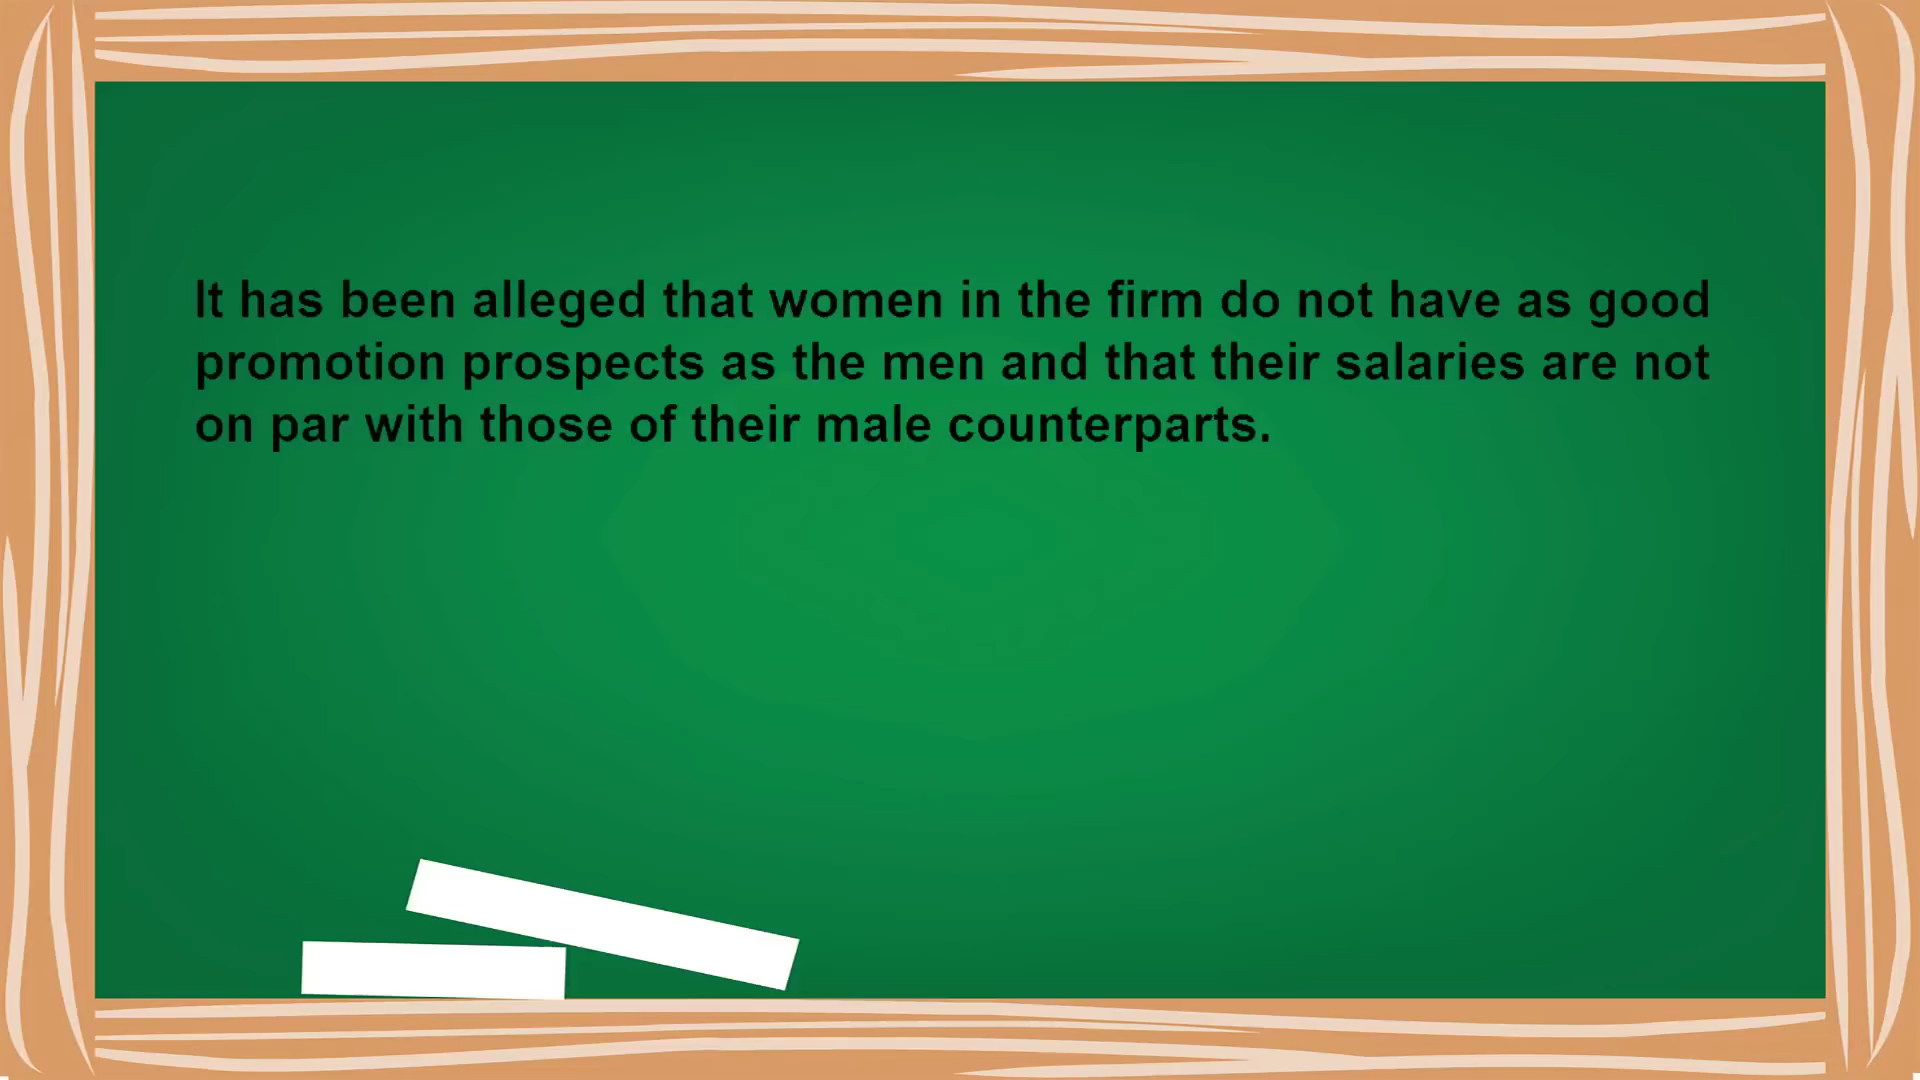 It has been alleged that women in the firm do not have as good
promotion prospects as the men and that their salaries are not
on par with those of their male counterparts.